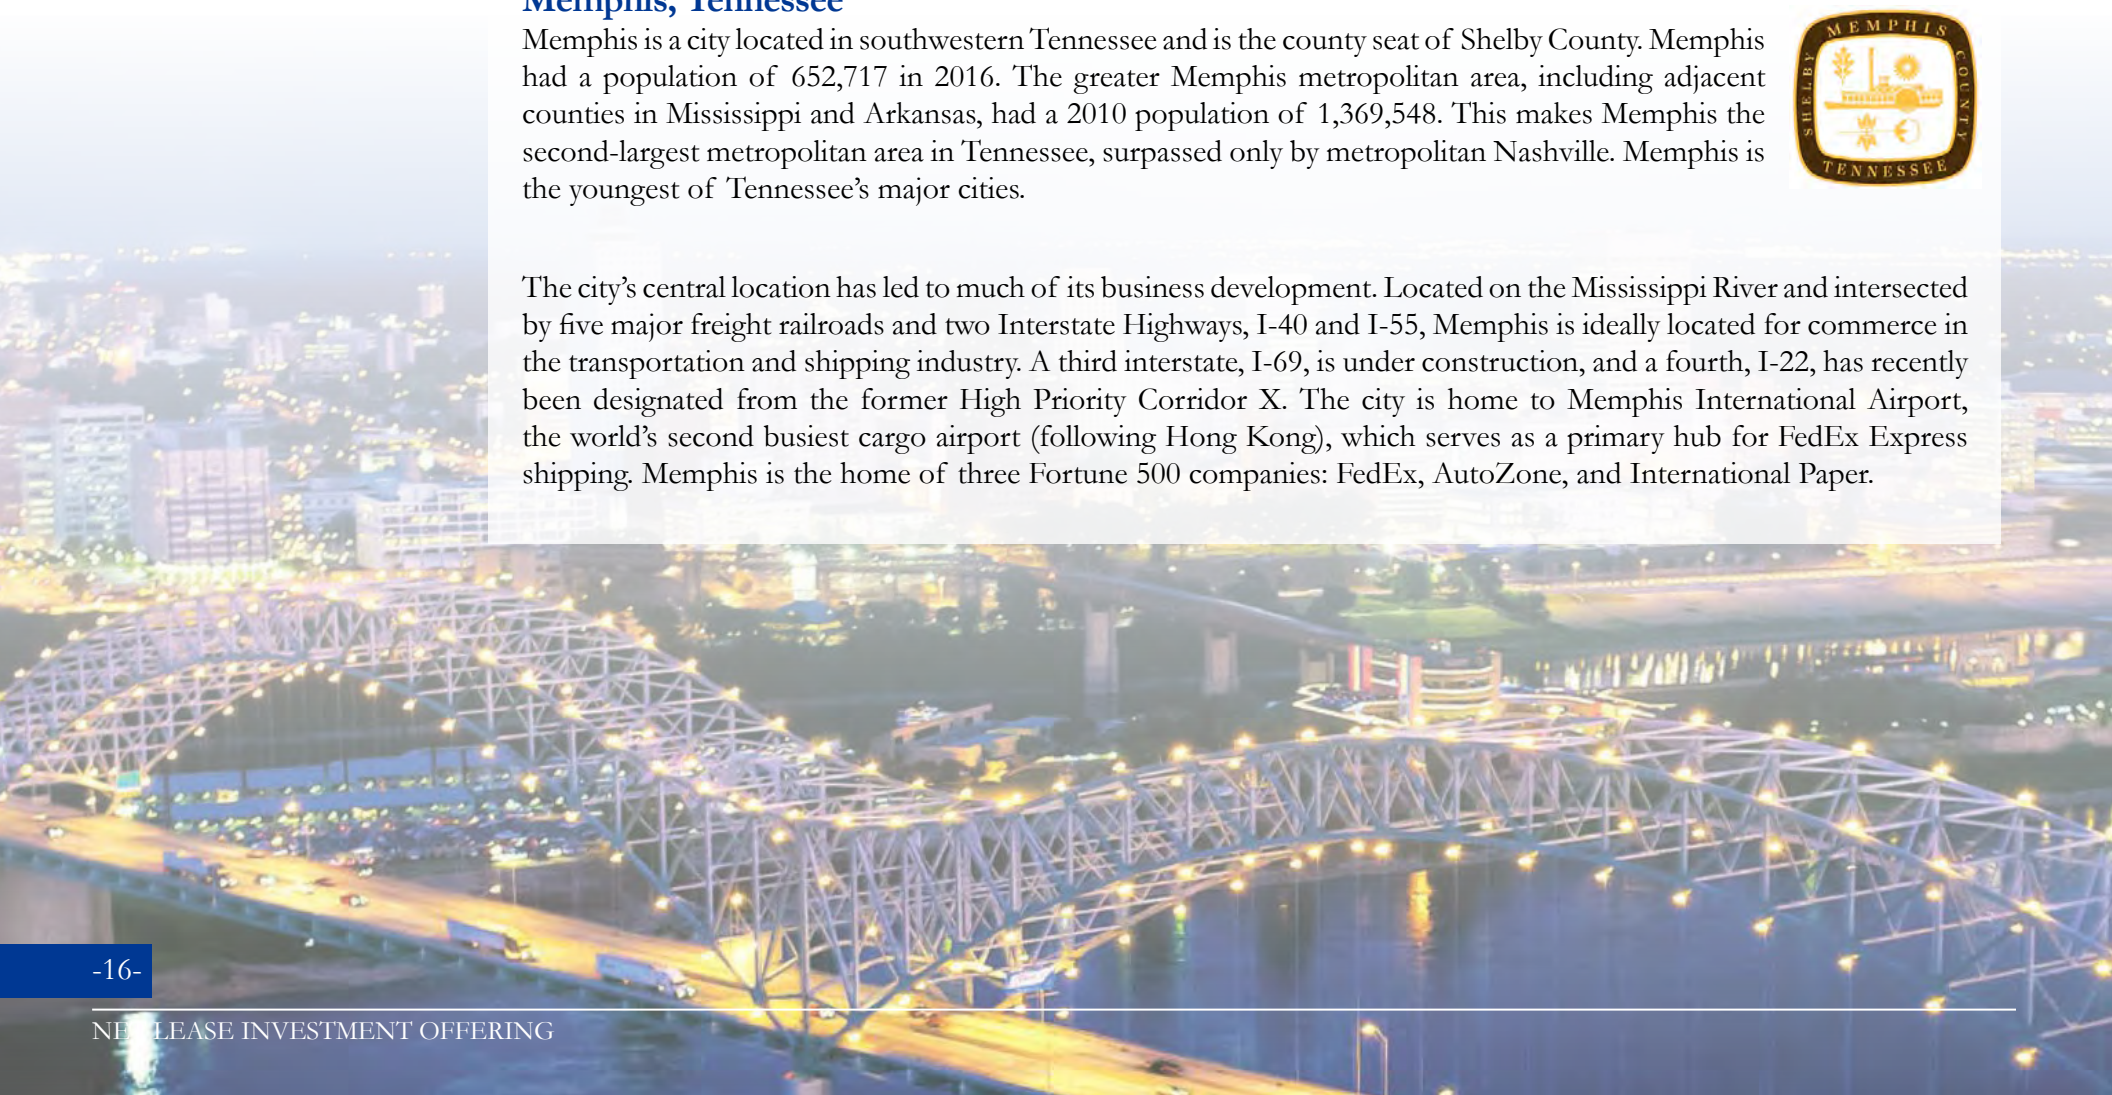 Memphis, Tennessee
Memphis is a city located in southwestern Tennessee and is the county seat of Shelby County. Memphis
had a population of 652,717 in 2016. The greater Memphis metropolitan area, including adjacent
counties in Mississippi and Arkansas, had a 2010 population of 1,369,548. This makes Memphis the
second-largest metropolitan area in Tennessee, surpassed only by metropolitan Nashville. Memphis is
the youngest of Tennessee’s major cities.
MEMPHIS
SHELBY
COUNTY
TENNESSEE
The city’s central location has led to much of its business development. Located on the Mississippi River and intersected
by five major freight railroads and two Interstate Highways, I-40 and I-55, Memphis is ideally located for commerce in
the transportation and shipping industry. A third interstate, I-69, is under construction, and a fourth, I-22, has recently
been designated from the former High Priority Corridor X. The city is home to Memphis International Airport,
the world’s second busiest cargo airport (following Hong Kong), which serves as a primary hub for FedEx Express
shipping. Memphis is the home of three Fortune 500 companies: FedEx, AutoZone, and International Paper.
-16-
NET LEASE INVESTMENT OFFERING